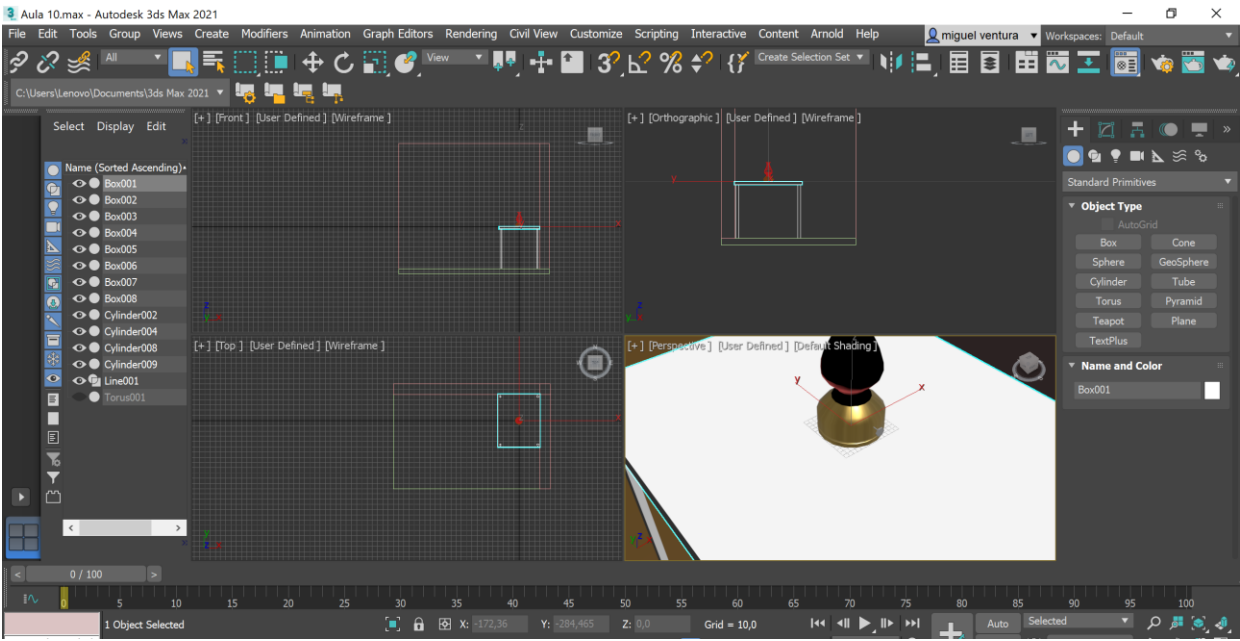 3 Aula 10.max - Autodesk 3ds Max 2021
File Edit Tools Group Views Create Modifiers Animation Graph Editors Rendering Civil View Customize Scripting Interactive Content Arnold Help miguel ventura Workspaces: Default
All View Create Selection Set
C:\Users\Lenovo\Documents\3ds Max 2021
Select Display Edit
Name (Sorted Ascending)
Box001
Box002
Box003
Box004
Box005
Box006
Box007
Box008
Cylinder002
Cylinder004
Cylinder008
Cylinder009
Line001
Torus001
[+] [Front ] [User Defined ] [Wireframe ]
z
x
z
y x
[+] [Orthographic ] [User Defined ] [Wireframe ]
y
z
y
[+] [Top ] [User Defined ] [Wireframe ]
x
y
z x
[+] [Perspective ] [User Defined ] [Default Shading ]
y
x
z
Standard Primitives
Object Type
AutoGrid
Box Cone
Sphere GeoSphere
Cylinder Tube
Torus Pyramid
Teapot Plane
TextPlus
Name and Color
Box001
< 0 / 100 >
0 5 10 15 20 25 30 35 40 45 50 55 60 65 70 75 80 85 90 95 100
1 Object Selected X: -172,36 Y: -284,465 Z: 0,0 Grid = 10,0 Auto Selected